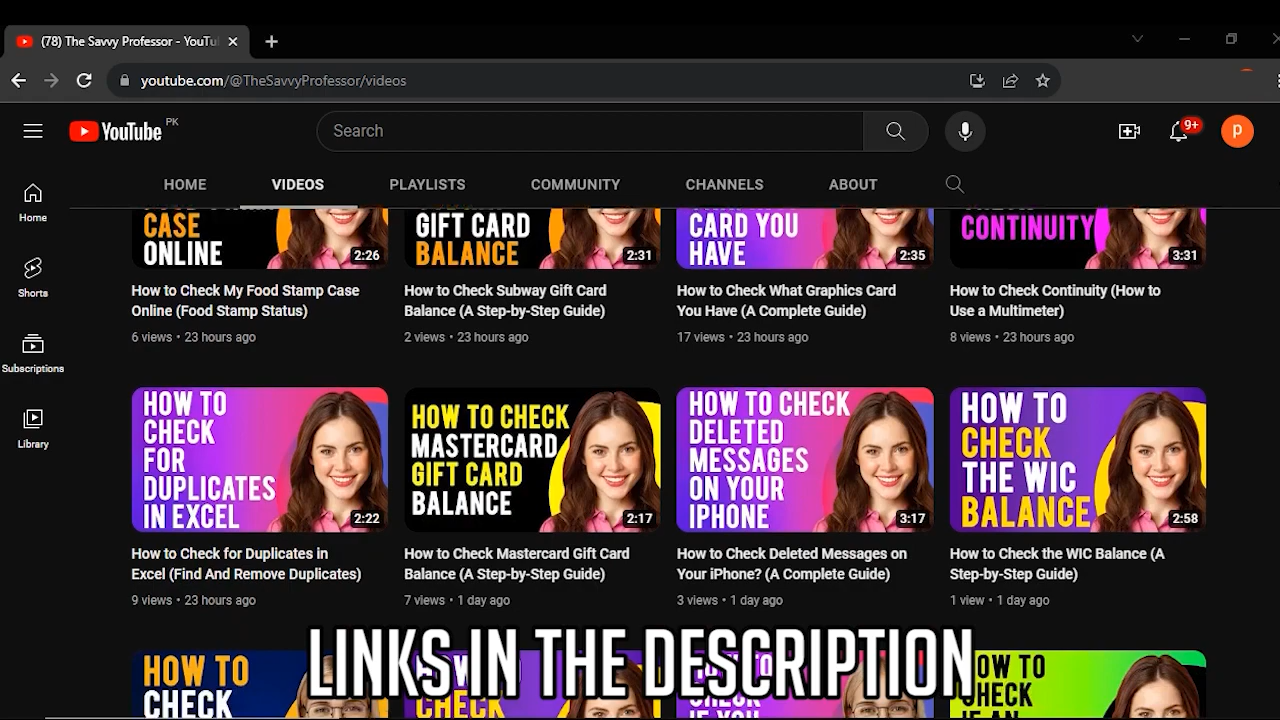 (78) The Savvy Professor - YouTu
youtube.com/@TheSavvyProfessor/videos
YouTube PK
Search
9+
p
HOME VIDEOS PLAYLISTS COMMUNITY CHANNELS ABOUT
Home
Shorts
Subscriptions
Library
CASE
ONLINE
2:26
GIFT CARD
BALANCE
2:31
CARD YOU
HAVE
2:35
CONTINUITY
3:31
How to Check My Food Stamp Case
Online (Food Stamp Status)
6 views • 23 hours ago
How to Check Subway Gift Card
Balance (A Step-by-Step Guide)
2 views • 23 hours ago
How to Check What Graphics Card
You Have (A Complete Guide)
17 views • 23 hours ago
How to Check Continuity (How to
Use a Multimeter)
8 views • 23 hours ago
HOW TO
CHECK
FOR
DUPLICATES
IN EXCEL
2:22
HOW TO CHECK
MASTERCARD
GIFT CARD
BALANCE
2:17
HOW TO CHECK
DELETED
MESSAGES
ON YOUR
IPHONE
3:17
HOW TO
CHECK
THE WIC
BALANCE
2:58
How to Check for Duplicates in
Excel (Find And Remove Duplicates)
9 views • 23 hours ago
How to Check Mastercard Gift Card
Balance (A Step-by-Step Guide)
7 views • 1 day ago
How to Check Deleted Messages on
Your iPhone? (A Complete Guide)
3 views • 1 day ago
How to Check the WIC Balance (A
Step-by-Step Guide)
1 view • 1 day ago
LINKS IN THE DESCRIPTION
HOW TO
CHECK
CHECK
CHECK
IF YOU
TO
CHECK
IF AN